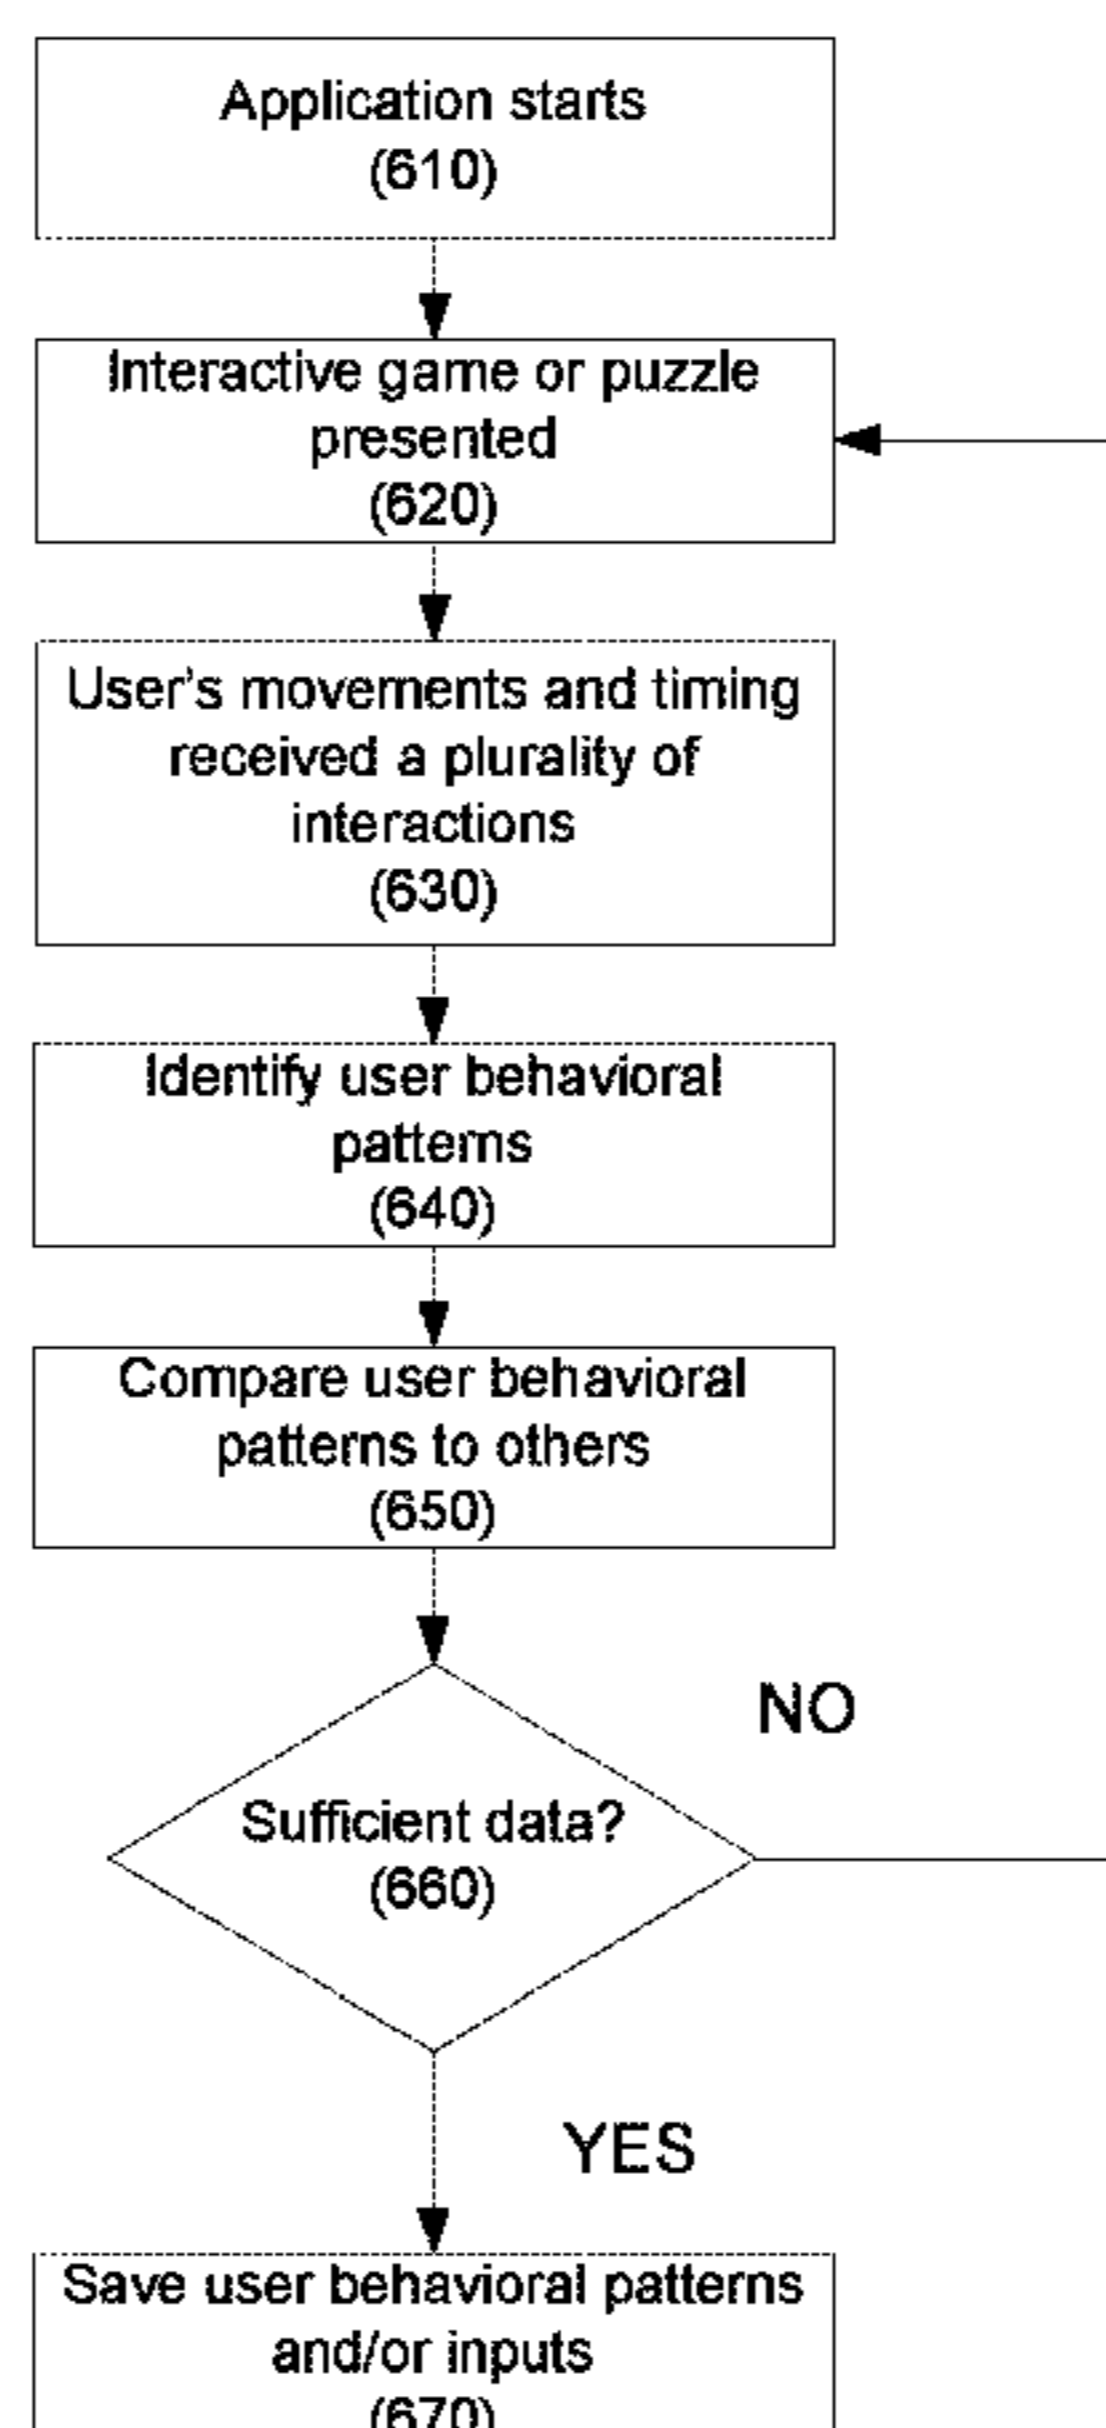 Application starts
(610)
Interactive game or puzzle
presented
(620)
User's movements and timing
received a plurality of
interactions
(630)
Identify user behavioral
patterns
(640)
Compare user behavioral
patterns to others
(650)
NO
Sufficient data?
(660)
YES
Save user behavioral patterns
and/or inputs
(670)